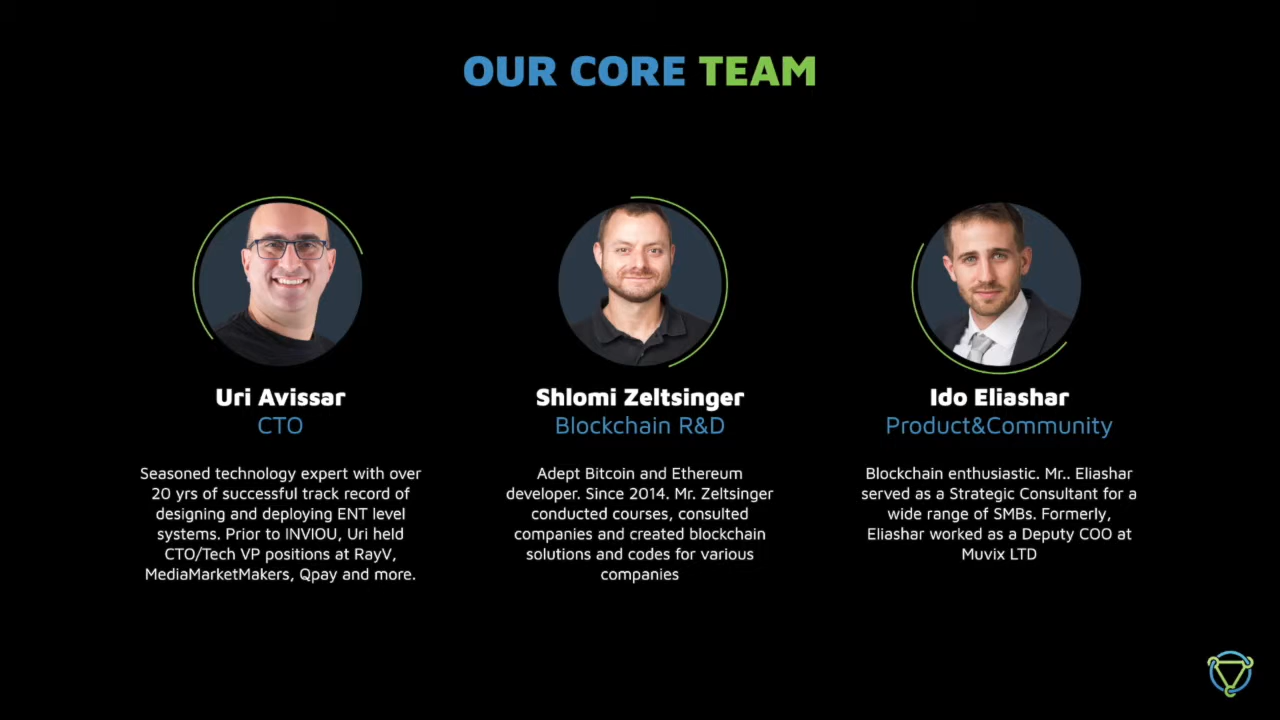 OUR CORE TEAM
Uri Avissar
CTO
Seasoned technology expert with over
20 yrs of successful track record of
designing and deploying ENT level
systems. Prior to INVIOU, Uri held
CTO/Tech VP positions at RayV,
MediaMarketMakers, Qpay and more.
Shlomi Zeltsinger
Blockchain R&D
Adept Bitcoin and Ethereum
developer. Since 2014. Mr. Zeltsinger
conducted courses, consulted
companies and created blockchain
solutions and codes for various
companies
Ido Eliashar
Product&Community
Blockchain enthusiastic. Mr.. Eliashar
served as a Strategic Consultant for a
wide range of SMBs. Formerly,
Eliashar worked as a Deputy COO at
Muvix LTD